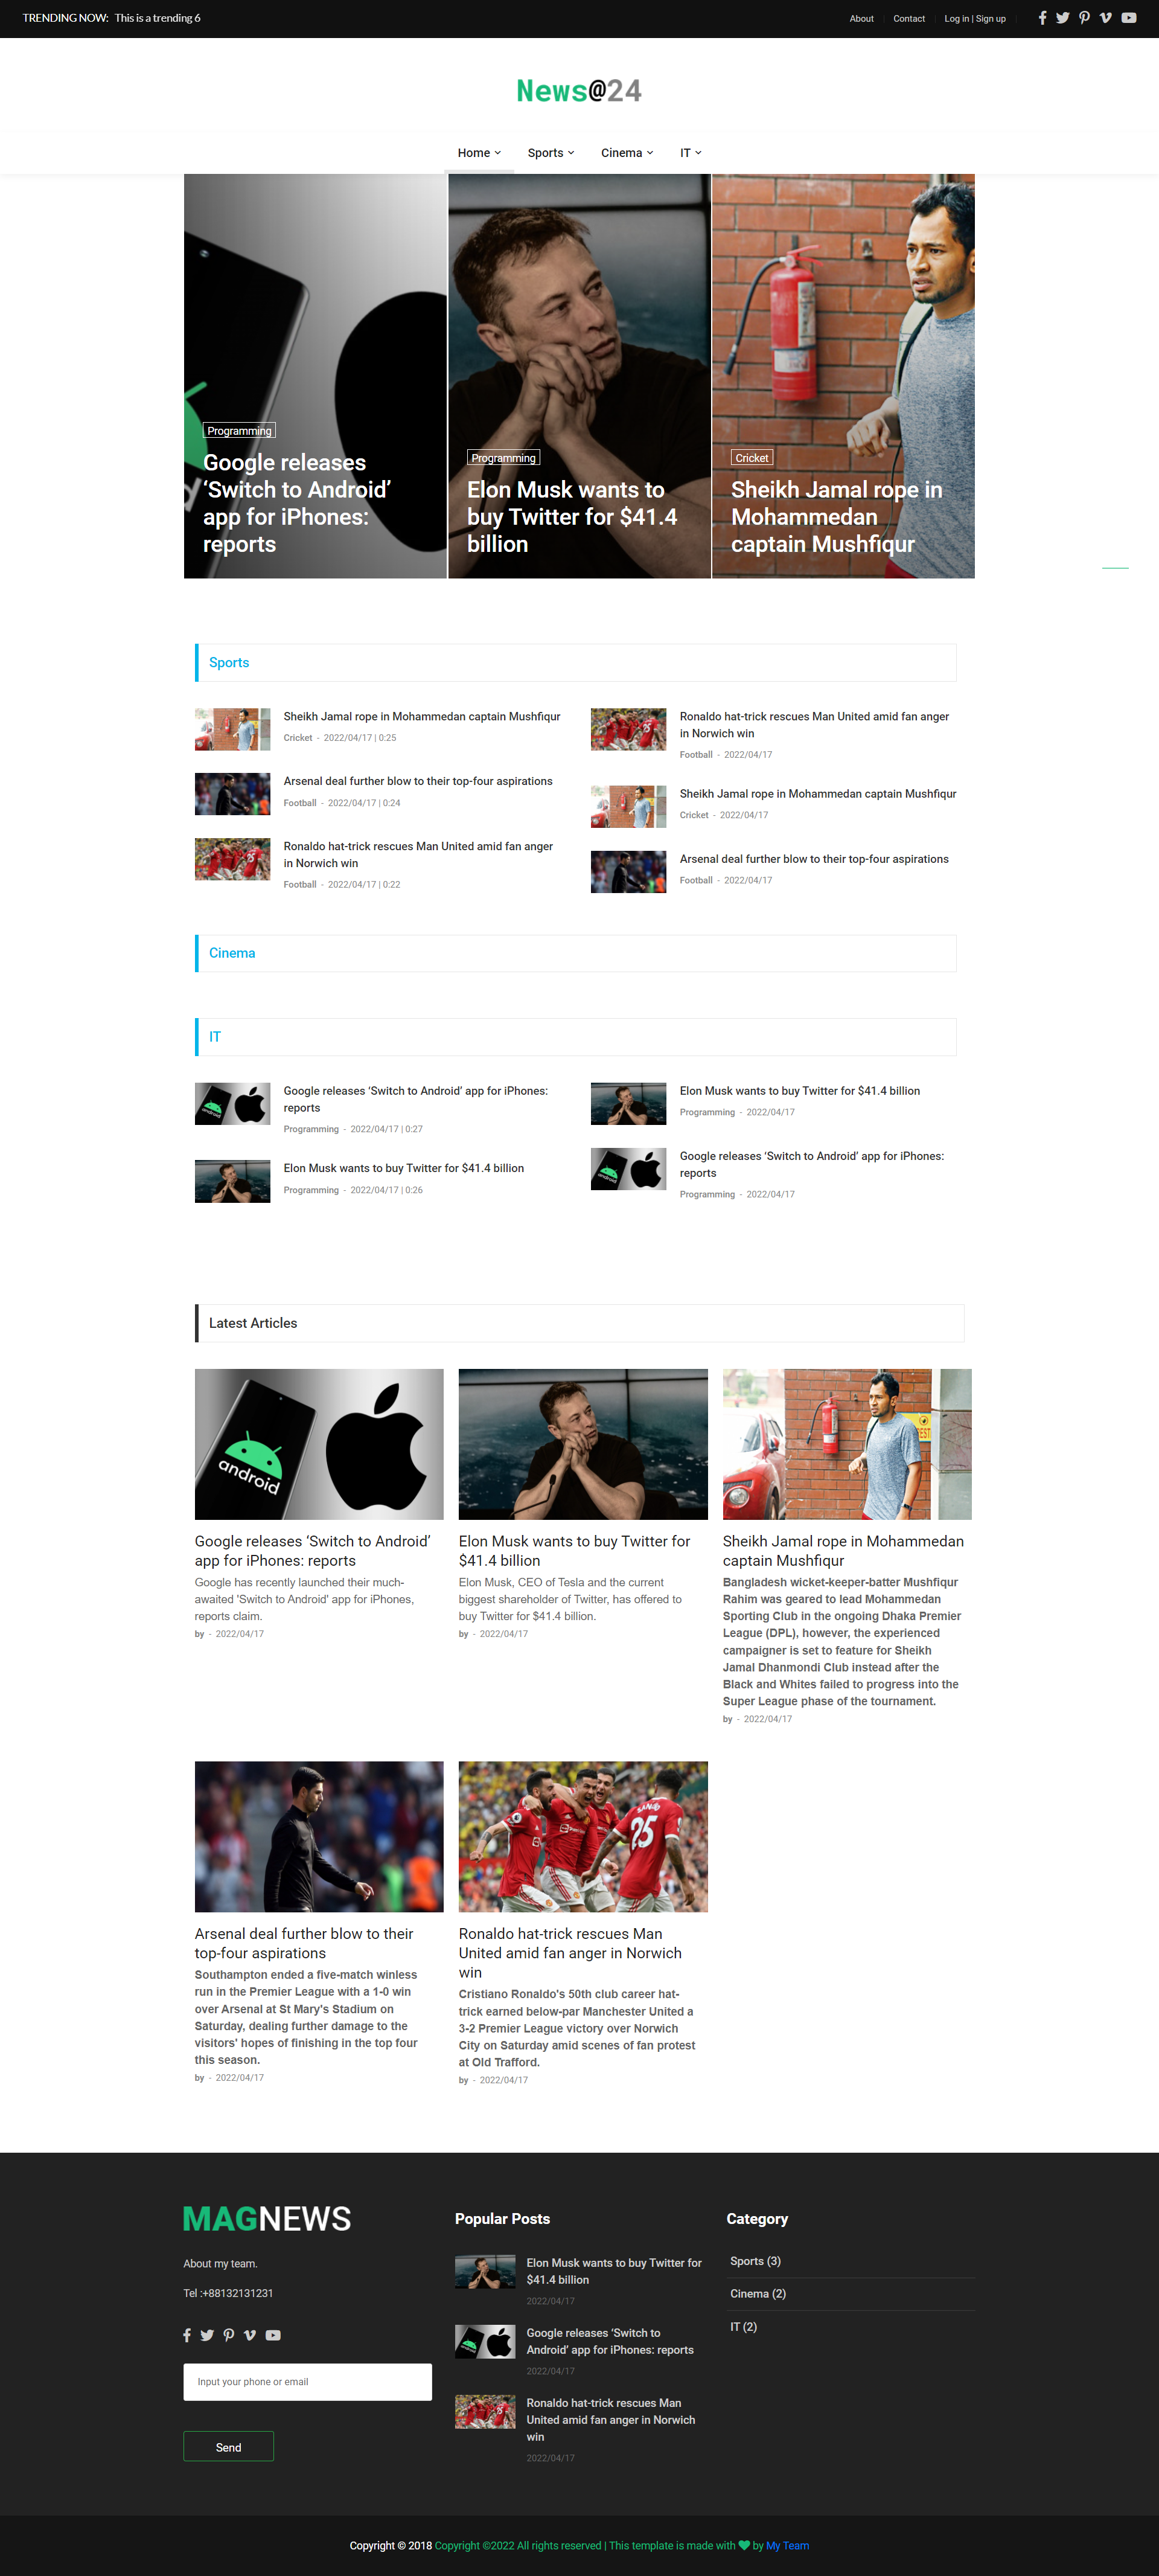 TRENDING NOW: This is a trending 6
About
Contact
Log in | Sign up
News@24
Home
Sports
Cinema
IT
Programming
Google releases
‘Switch to Android’
app for iPhones:
reports
Programming
Elon Musk wants to
buy Twitter for $41.4
billion
Cricket
Sheikh Jamal rope in
Mohammedan
captain Mushfiqur
Sports
Sheikh Jamal rope in Mohammedan captain Mushfiqur
Cricket - 2022/04/17 | 0:25
Arsenal deal further blow to their top-four aspirations
Football - 2022/04/17 | 0:24
Ronaldo hat-trick rescues Man United amid fan anger
in Norwich win
Football - 2022/04/17 | 0:22
Ronaldo hat-trick rescues Man United amid fan anger
in Norwich win
Football - 2022/04/17
Sheikh Jamal rope in Mohammedan captain Mushfiqur
Cricket - 2022/04/17
Arsenal deal further blow to their top-four aspirations
Football - 2022/04/17
Cinema
IT
android
Google releases ‘Switch to Android’ app for iPhones:
reports
Programming - 2022/04/17 | 0:27
Elon Musk wants to buy Twitter for $41.4 billion
Programming - 2022/04/17 | 0:26
Elon Musk wants to buy Twitter for $41.4 billion
Programming - 2022/04/17
android
Google releases ‘Switch to Android’ app for iPhones:
reports
Programming - 2022/04/17
Latest Articles
android
Google releases ‘Switch to Android’
app for iPhones: reports
Google has recently launched their much-
awaited 'Switch to Android' app for iPhones,
reports claim.
by - 2022/04/17
Elon Musk wants to buy Twitter for
$41.4 billion
Elon Musk, CEO of Tesla and the current
biggest shareholder of Twitter, has offered to
buy Twitter for $41.4 billion.
by - 2022/04/17
Sheikh Jamal rope in Mohammedan
captain Mushfiqur
Bangladesh wicket-keeper-batter Mushfiqur
Rahim was geared to lead Mohammedan
Sporting Club in the ongoing Dhaka Premier
League (DPL), however, the experienced
campaigner is set to feature for Sheikh
Jamal Dhanmondi Club instead after the
Black and Whites failed to progress into the
Super League phase of the tournament.
by - 2022/04/17
Arsenal deal further blow to their
top-four aspirations
Southampton ended a five-match winless
run in the Premier League with a 1-0 win
over Arsenal at St Mary's Stadium on
Saturday, dealing further damage to the
visitors' hopes of finishing in the top four
this season.
by - 2022/04/17
SANCHO
25
Ronaldo hat-trick rescues Man
United amid fan anger in Norwich
win
Cristiano Ronaldo's 50th club career hat-
trick earned below-par Manchester United a
3-2 Premier League victory over Norwich
City on Saturday amid scenes of fan protest
at Old Trafford.
by - 2022/04/17
MAGNEWS
About my team.
Tel :+88132131231
Input your phone or email
Send
Popular Posts
Elon Musk wants to buy Twitter for
$41.4 billion
2022/04/17
Google releases ‘Switch to
Android’ app for iPhones: reports
2022/04/17
Ronaldo hat-trick rescues Man
United amid fan anger in Norwich
win
2022/04/17
Category
Sports (3)
Cinema (2)
IT (2)
Copyright © 2018 Copyright ©2022 All rights reserved | This template is made with by My Team